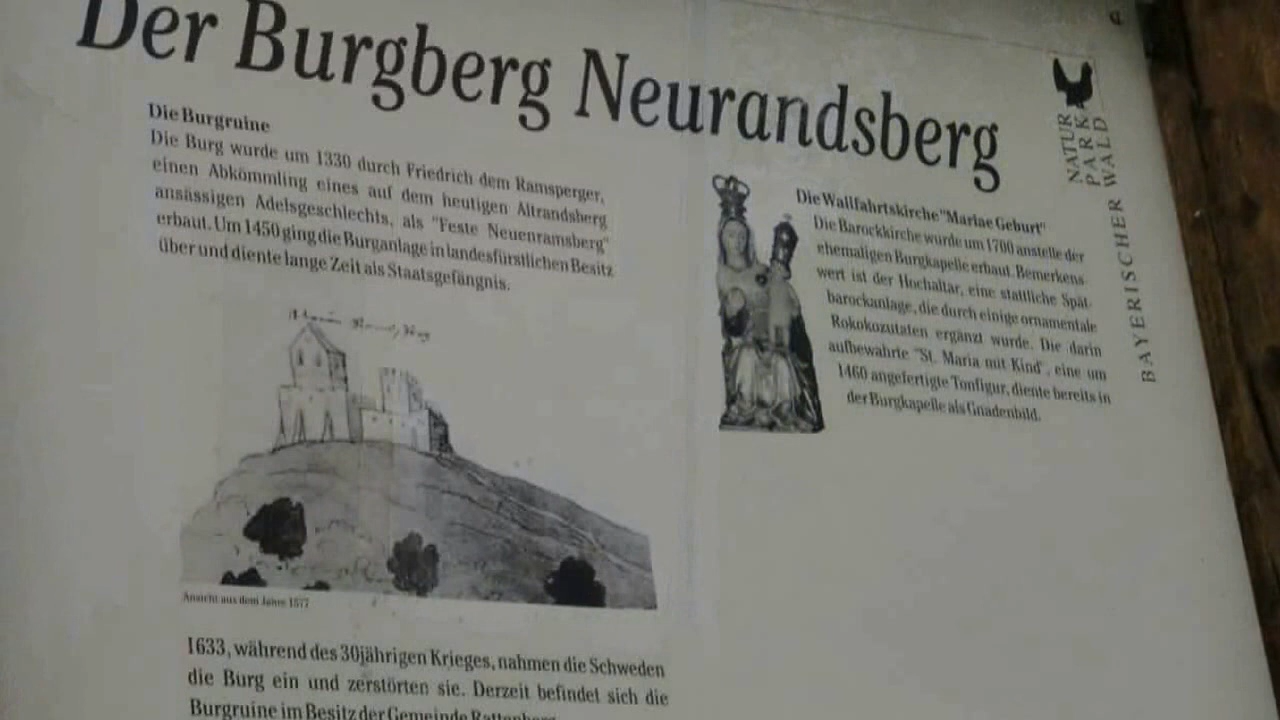 Der Burgberg Neurandsberg
Die Burgruine
Die Burg wurde um 1330 durch Friedrich dem Ramsperger,
einen Abkömmling eines auf dem heutigen Altrandsberg
ansässigen Adelsgeschlechts, als "Feste Neuenramsberg"
erbaut. Um 1450 ging die Burganlage in landesfürstlichen Besitz
über und diente lange Zeit als Staatsgefängnis.
Ansicht aus dem Jahre 1577
1633, während des 30jährigen Krieges, nahmen die Schweden
die Burg ein und zerstörten sie. Derzeit befindet sich die
Burgruine im Besitz der Gemeinde Rattenberg
Die Wallfahrtskirche "Mariae Geburt"
Die Barockkirche wurde um 1700 anstelle der
ehemaligen Burgkapelle erbaut. Bemerkens
wert ist der Hochaltar, eine stattliche Spät-
barockanlage, die durch einige ornamentale
Rokokozutaten ergänzt wurde. Die darin
aufbewahrte "St. Maria mit Kind", eine um
1460 angefertigte Tonfigur, diente bereits in
der Burgkapelle als Gnadenbild.
NATUR
PARK
BAYERISCHER WALD